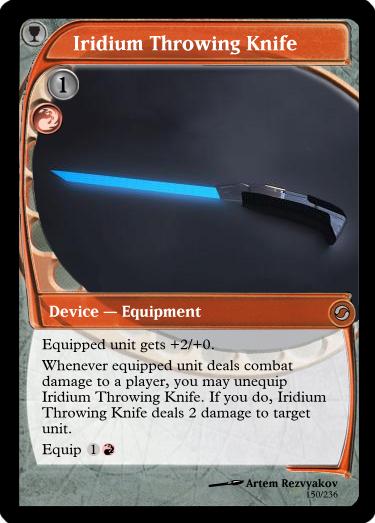 Iridium Throwing Knife
1
Device — Equipment
Equipped unit gets +2/+0.
Whenever equipped unit deals combat
damage to a player, you may unequip
Iridium Throwing Knife. If you do, Iridium
Throwing Knife deals 2 damage to target
unit.
Equip 1
Artem Rezvyakov
150/236